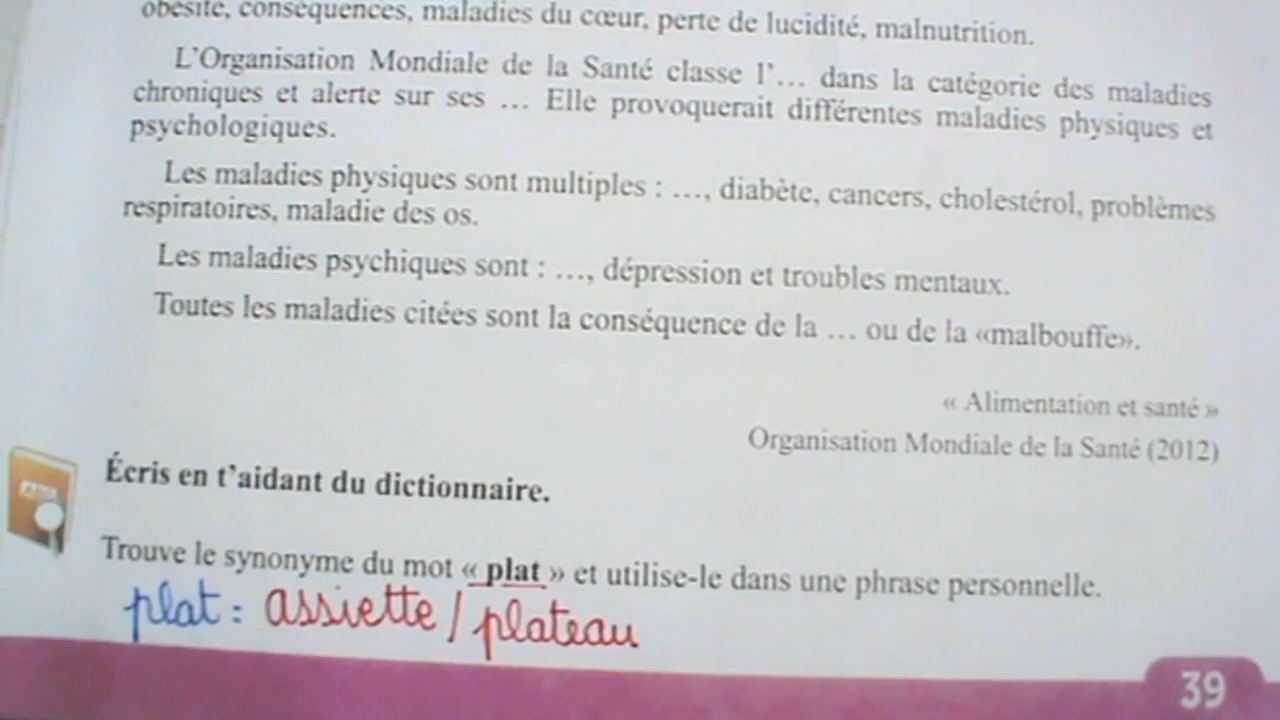 obésité, conséquences, maladies du cœur, perte de lucidité, malnutrition.
L'Organisation Mondiale de la Santé classe l'... dans la catégorie des maladies
chroniques et alerte sur ses ... Elle provoquerait différentes maladies physiques et
psychologiques.
Les maladies physiques sont multiples : ..., diabète, cancers, cholestérol, problèmes
respiratoires, maladie des os.
Les maladies psychiques sont : ..., dépression et troubles mentaux.
Toutes les maladies citées sont la conséquence de la ... ou de la «malbouffe».
« Alimentation et santé »
Organisation Mondiale de la Santé (2012)
Écris en t'aidant du dictionnaire.
Trouve le synonyme du mot « plat » et utilise-le dans une phrase personnelle.
plat : assiette / plateau
39